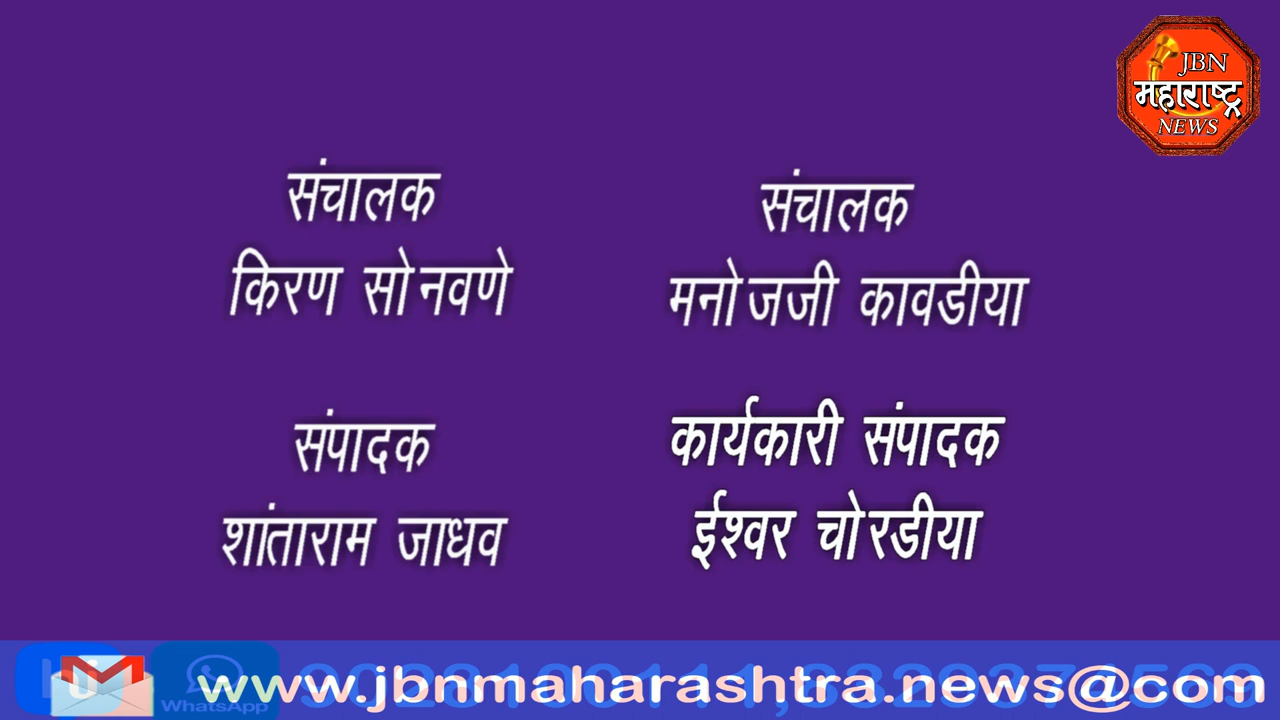 JBN
महाराष्ट्र
NEWS
संचालक
किरण सोनवणे
संचालक
मनोजजी कावडीया
संपादक
शांताराम जाधव
कार्यकारी संपादक
ईश्वर चोरडीया
www.jbnmaharashtra.news@com
WhatsApp